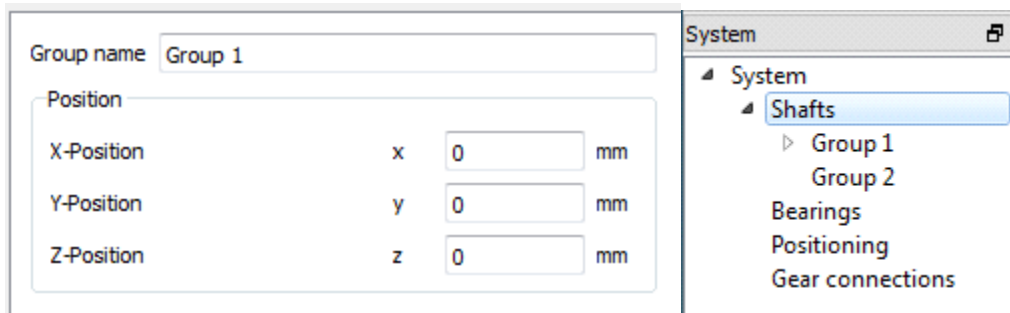 Group name Group 1
Position
X-Position x 0 mm
Y-Position y 0 mm
Z-Position z 0 mm
System
System
Shafts
Group 1
Group 2
Bearings
Positioning
Gear connections